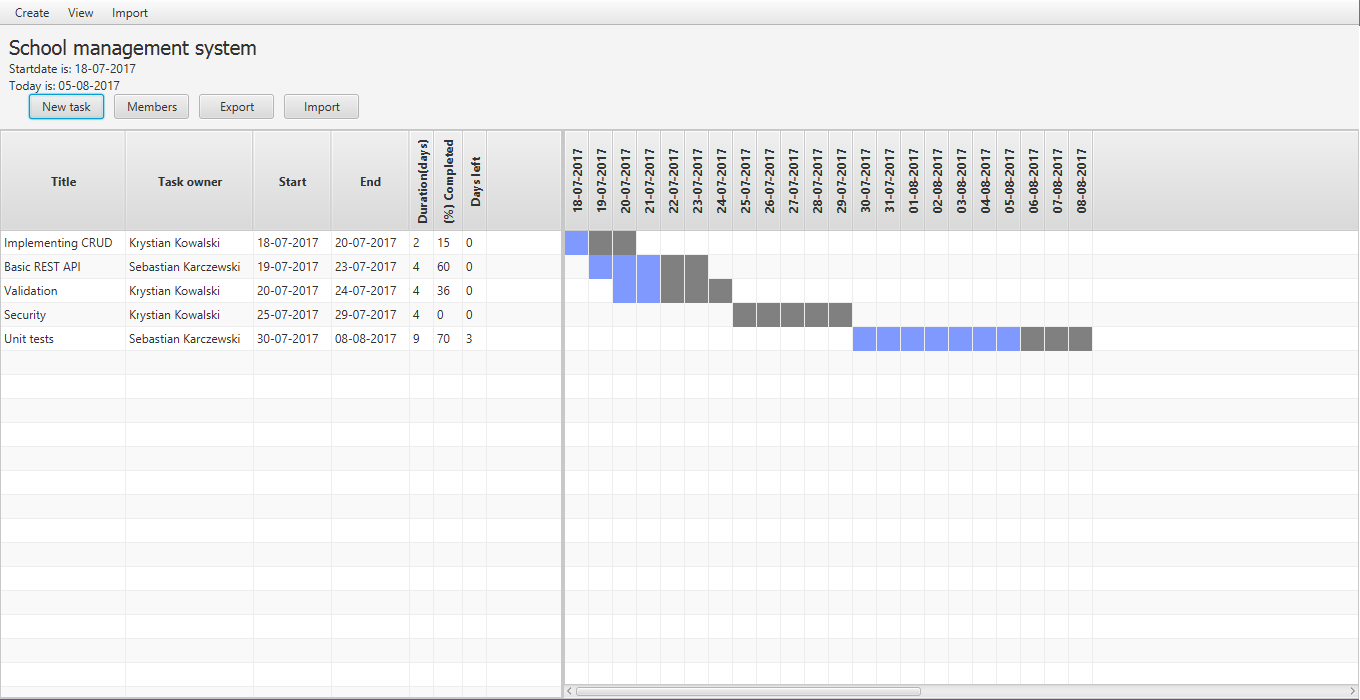 Create View Import
School management system
Startdate is: 18-07-2017
Today is: 05-08-2017
New task Members Export Import
Title Task owner Start End Duration(days) (%) Completed Days left 18-07-2017 19-07-2017 20-07-2017 21-07-2017 22-07-2017 23-07-2017 24-07-2017 25-07-2017 26-07-2017 27-07-2017 28-07-2017 29-07-2017 30-07-2017 31-07-2017 01-08-2017 02-08-2017 03-08-2017 04-08-2017 05-08-2017 06-08-2017 07-08-2017 08-08-2017
Implementing CRUD Krystian Kowalski 18-07-2017 20-07-2017 2 15 0
Basic REST API Sebastian Karczewski 19-07-2017 23-07-2017 4 60 0
Validation Krystian Kowalski 20-07-2017 24-07-2017 4 36 0
Security Krystian Kowalski 25-07-2017 29-07-2017 4 0 0
Unit tests Sebastian Karczewski 30-07-2017 08-08-2017 9 70 3